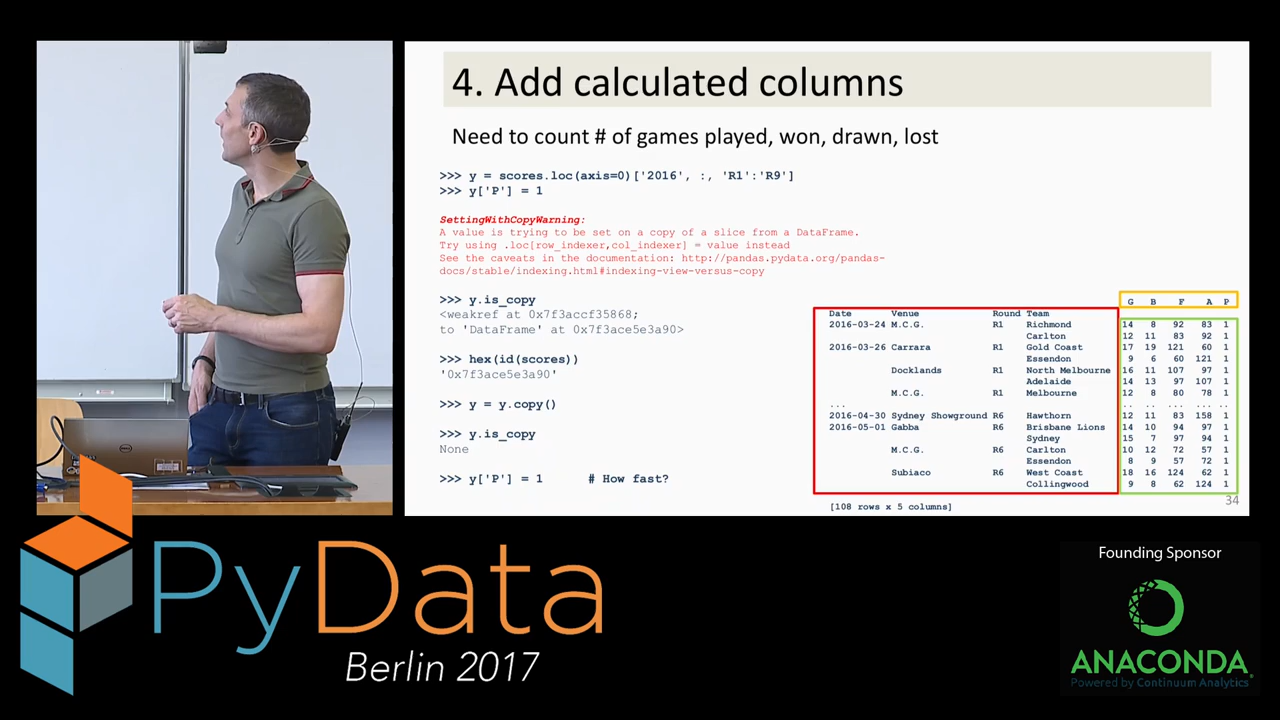 4. Add calculated columns
Need to count # of games played, won, drawn, lost
>>> y = scores.loc(axis=0)['2016', :, 'R1':'R9']
>>> y['P'] = 1
SettingWithCopyWarning:
A value is trying to be set on a copy of a slice from a DataFrame.
Try using .loc[row_indexer,col_indexer] = value instead
See the caveats in the documentation: http://pandas.pydata.org/pandas-
docs/stable/indexing.html#indexing-view-versus-copy
>>> y.is_copy
<weakref at 0x7f3accf35868;
to 'DataFrame' at 0x7f3ace5e3a90>
>>> hex(id(scores))
'0x7f3ace5e3a90'
>>> y = y.copy()
>>> y.is_copy
None
>>> y['P'] = 1 # How fast?
G B F A P
Date Venue Round Team
2016-03-24 M.C.G. R1 Richmond 14 8 92 83 1
Carlton 12 11 83 92 1
2016-03-26 Carrara R1 Gold Coast 17 19 121 60 1
Essendon 9 6 60 121 1
Docklands R1 North Melbourne 16 11 107 97 1
Adelaide 14 13 97 107 1
M.C.G. R1 Melbourne 12 8 80 78 1
... .. .. ... ... ..
2016-04-30 Sydney Showground R6 Hawthorn 12 11 83 158 1
2016-05-01 Gabba R6 Brisbane Lions 14 10 94 97 1
Sydney 15 7 97 94 1
M.C.G. R6 Carlton 10 12 72 57 1
Essendon 8 9 57 72 1
Subiaco R6 West Coast 18 16 124 62 1
Collingwood 9 8 62 124 1
[108 rows x 5 columns]
34
PyData
Berlin 2017
Founding Sponsor
ANACONDA
Powered by Continuum Analytics